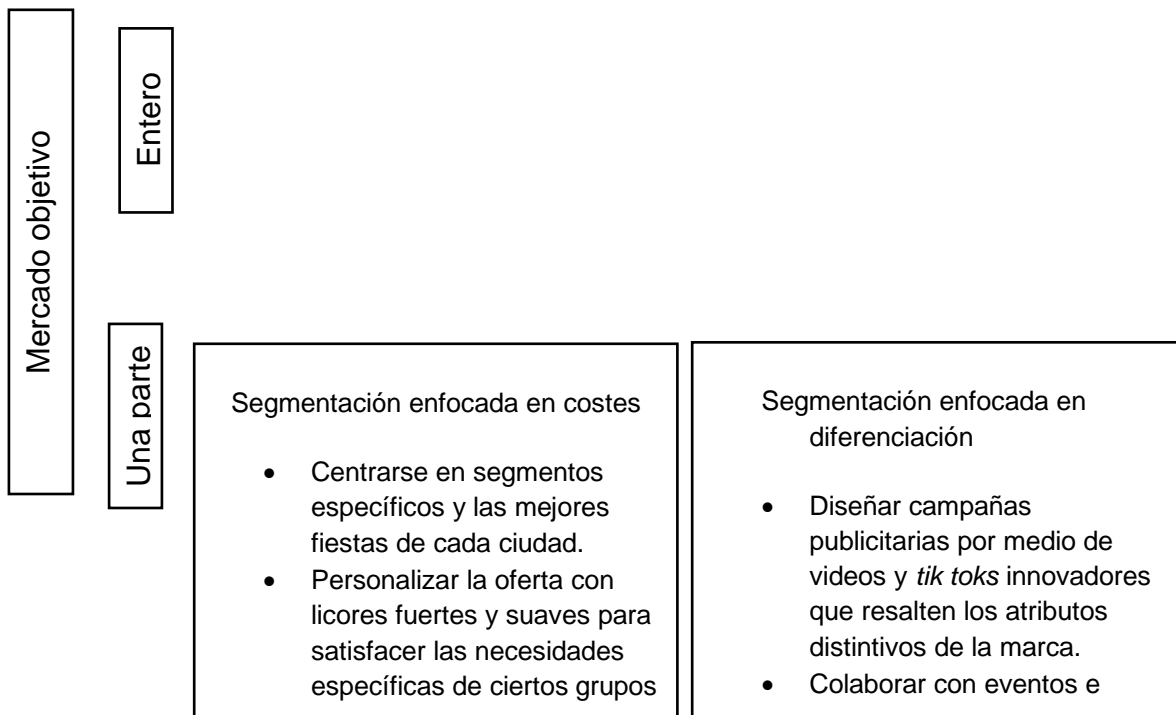 Mercado objetivo
Entero
Una parte
Segmentación enfocada en costes
• Centrarse en segmentos
específicos y las mejores
fiestas de cada ciudad.
• Personalizar la oferta con
licores fuertes y suaves para
satisfacer las necesidades
específicas de ciertos grupos
Segmentación enfocada en
diferenciación
• Diseñar campañas
publicitarias por medio de
videos y tik toks innovadores
que resalten los atributos
distintivos de la marca.
• Colaborar con eventos e